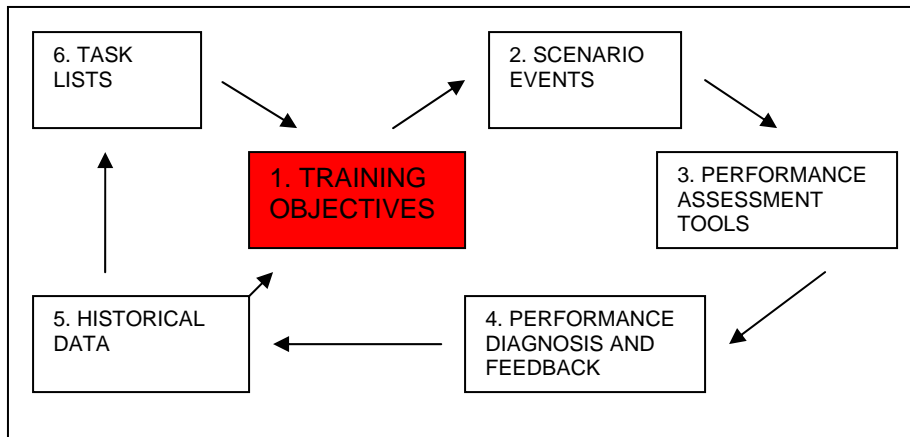 6. TASK
LISTS
2. SCENARIO
EVENTS
1. TRAINING
OBJECTIVES
3. PERFORMANCE
ASSESSMENT
TOOLS
5. HISTORICAL
DATA
4. PERFORMANCE
DIAGNOSIS AND
FEEDBACK